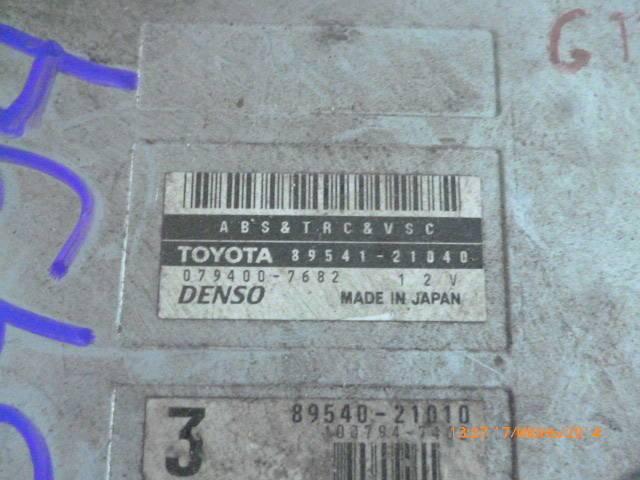 G1
ABS&TRC&VSC
TOYOTA 89541-21040
079400-7682 12V
DENSO MADE IN JAPAN
3 89540-21010